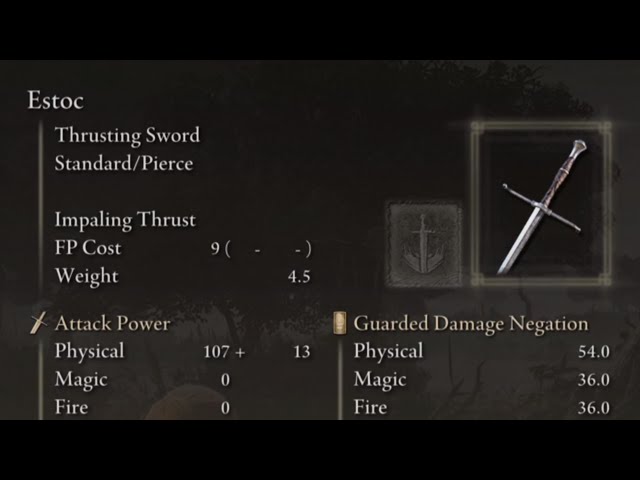 Estoc
Thrusting Sword
Standard/Pierce
Impaling Thrust
FP Cost 9 ( - - )
Weight 4.5
Attack Power
Physical 107 + 13
Magic 0
Fire 0
Guarded Damage Negation
Physical 54.0
Magic 36.0
Fire 36.0